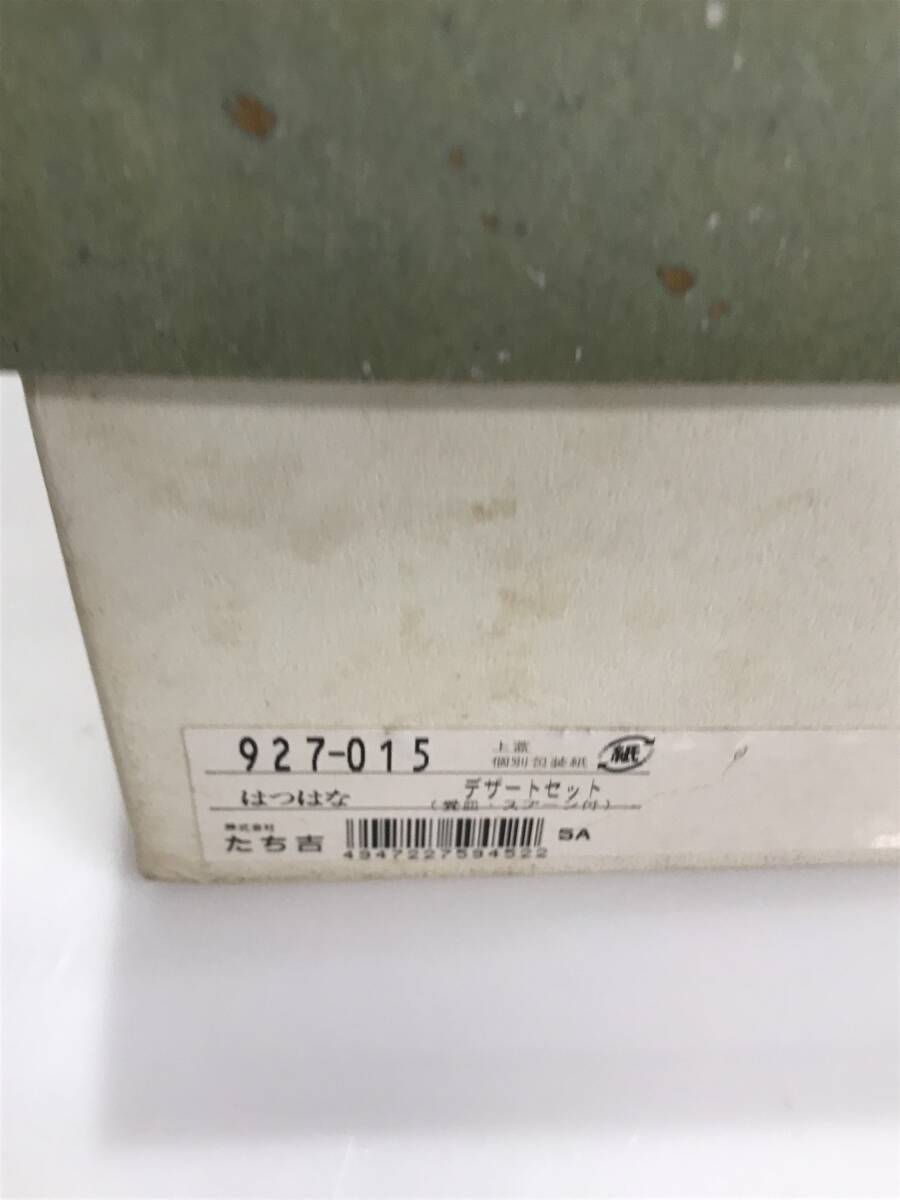 927-015
上蓋
個別包装紙 紙
はつはな デザートセット
株式会社
たち吉
4947227594522 5A